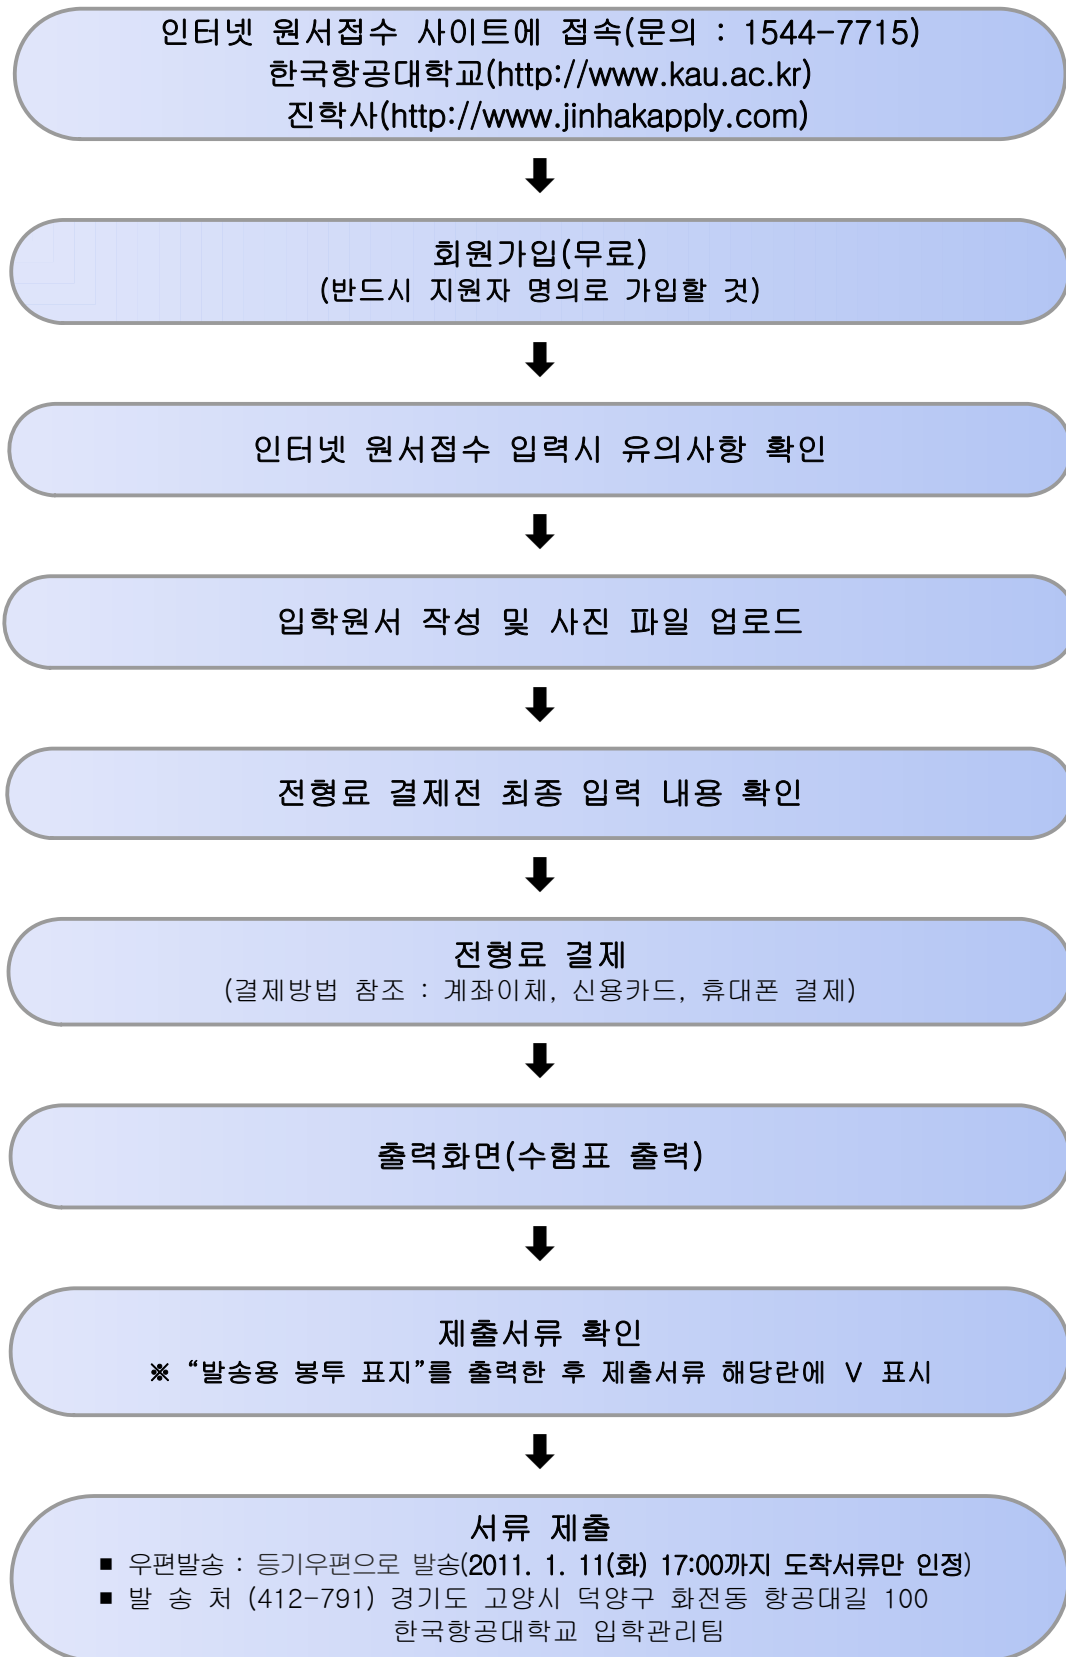 인터넷 원서접수 사이트에 접속(문의 : 1544-7715)
한국항공대학교(http://www.kau.ac.kr)
진학사(http://www.jinhakapply.com)
회원가입(무료)
(반드시 지원자 명의로 가입할 것)
인터넷 원서접수 입력시 유의사항 확인
입학원서 작성 및 사진 파일 업로드
전형료 결제전 최종 입력 내용 확인
전형료 결제
(결제방법 참조 : 계좌이체, 신용카드, 휴대폰 결제)
출력화면(수험표 출력)
제출서류 확인
※ “발송용 봉투 표지”를 출력한 후 제출서류 해당란에 V 표시
서류 제출
▪ 우편발송 : 등기우편으로 발송(2011. 1. 11(화) 17:00까지 도착서류만 인정)
▪ 발 송 처 (412-791) 경기도 고양시 덕양구 화전동 항공대길 100
한국항공대학교 입학관리팀